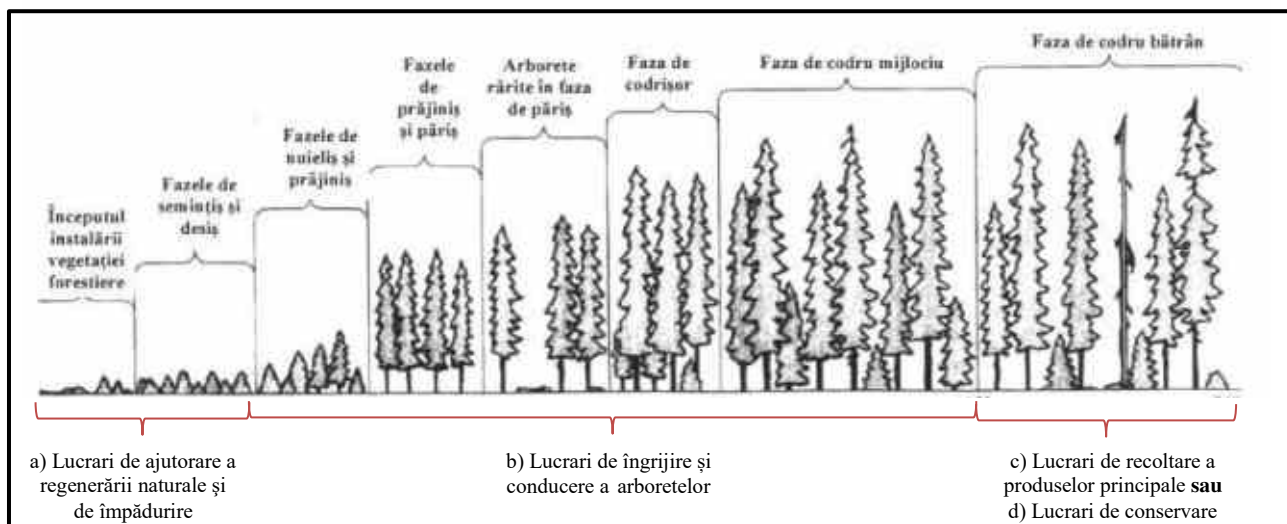 Începutul
instalării
vegetației
forestiere
Fazele de
semințiș și
desiș
Fazele de
nuieliș și
prăjiniș
Fazele
de
prăjiniș
și păriș
Arborete
rărite în faza
de păriș
Faza de
codrișor
Faza de codru mijlociu
Faza de codru bătrân
a) Lucrari de ajutorare a
regenerării naturale și
de împădurire
b) Lucrari de îngrijire și
conducere a arboretelor
c) Lucrari de recoltare a
produselor principale sau
d) Lucrari de conservare